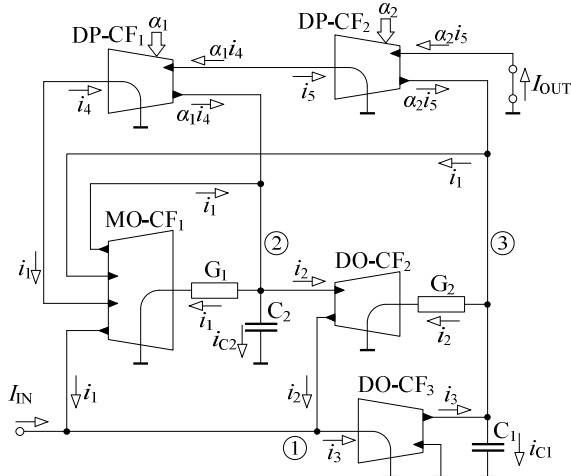 α1 α2
DP-CF1 DP-CF2
α1i4 α2i5
i4 i5 IOUT
α1i4 α2i5
i1
i1
MO-CF1
② ③
i1 G1 i2 DO-CF2 G2
i1 C2 i2
iC2
DO-CF3
IIN i1 i2 i3 C1
① i3 iC1